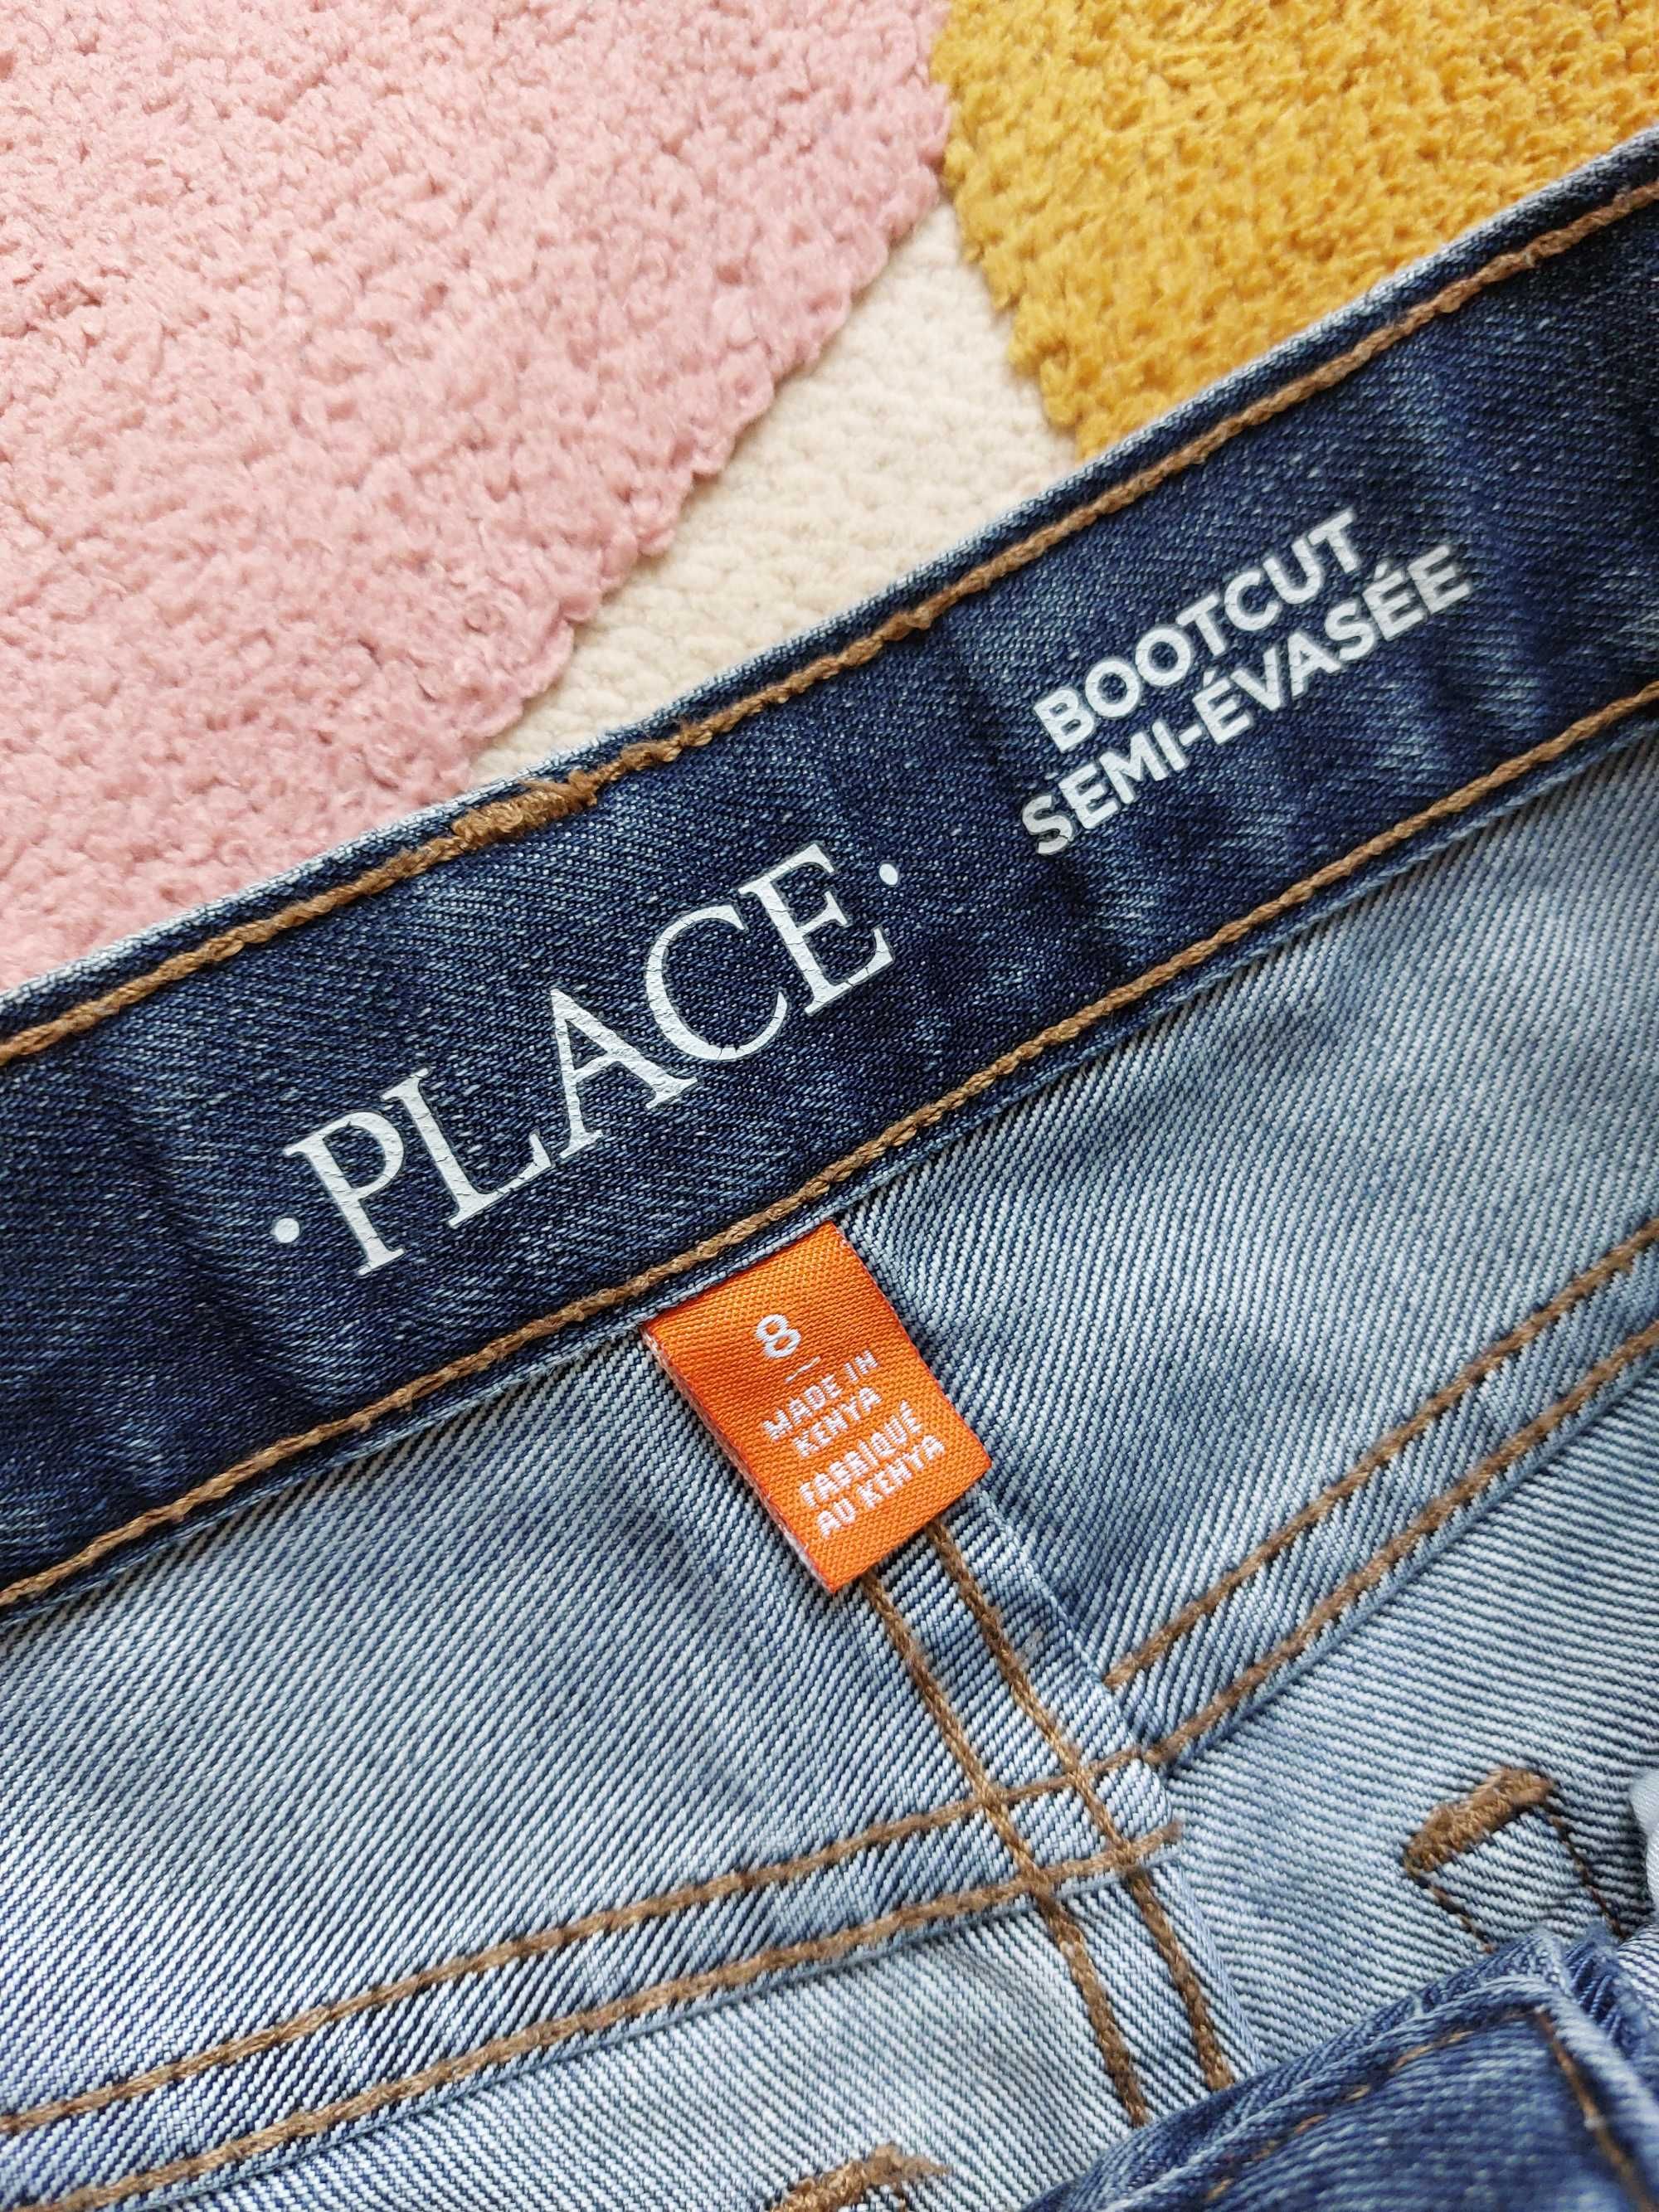 BOOTCUT
SEMI-ÉVASÉE
·PLACE·
8
MADE IN
KENYA
FABRIQUÉ
AU KENYA